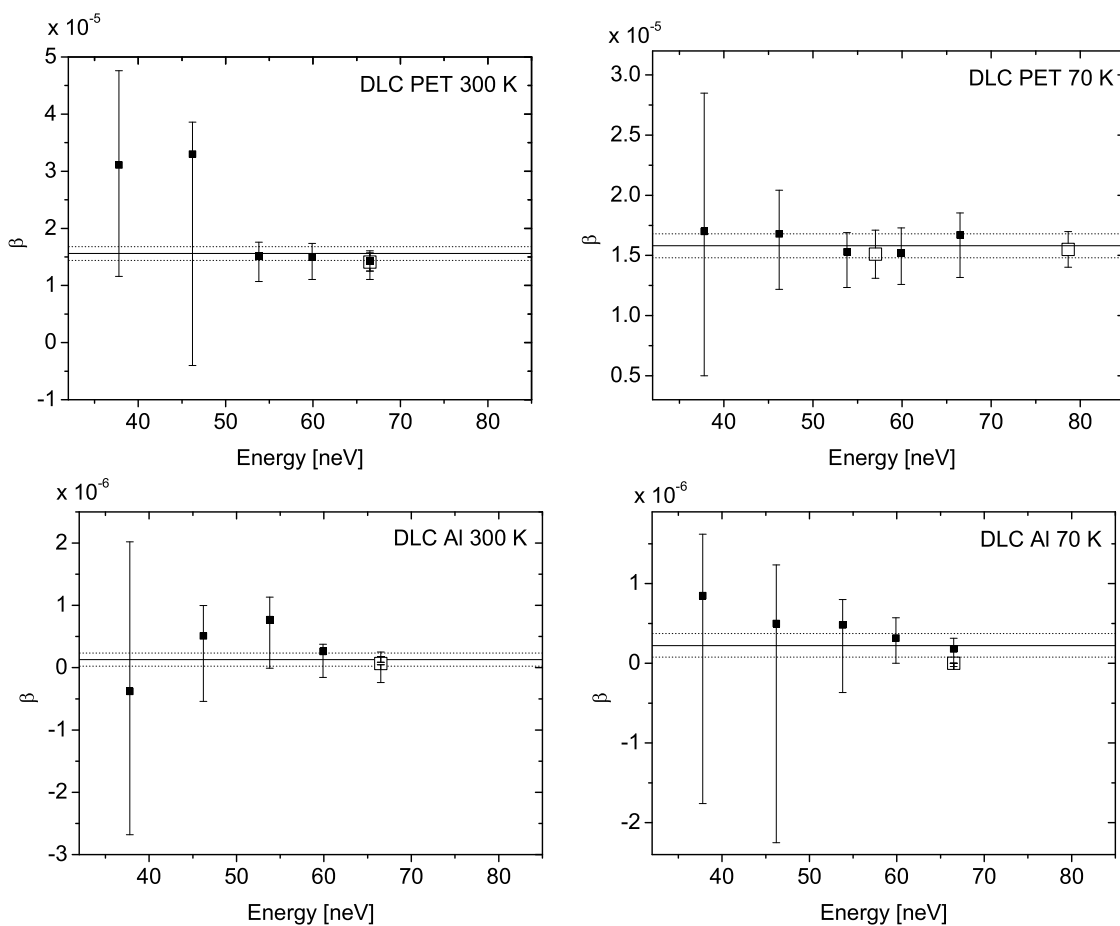 x 10-5
DLC PET 300 K
5
4
3
2
1
0
-1
β
40 50 60 70 80
Energy [neV]
x 10-5
DLC PET 70 K
3.0
2.5
2.0
1.5
1.0
0.5
β
40 50 60 70 80
Energy [neV]
x 10-6
DLC Al 300 K
2
1
0
-1
-2
-3
β
40 50 60 70 80
Energy [neV]
x 10-6
DLC Al 70 K
1
0
-1
-2
β
40 50 60 70 80
Energy [neV]